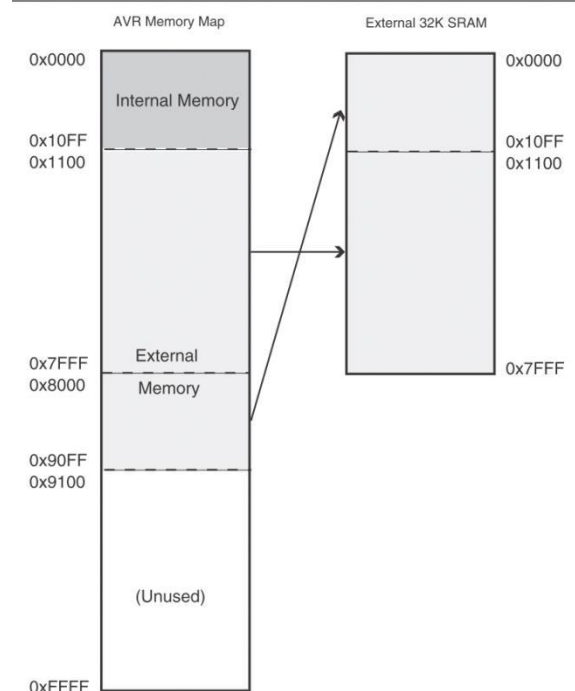 AVR Memory Map
External 32K SRAM
0x0000
0x0000
Internal Memory
0x10FF
0x10FF
0x1100
0x1100
External
0x7FFF
0x7FFF
0x8000
Memory
0x90FF
0x9100
(Unused)
0xFFFF